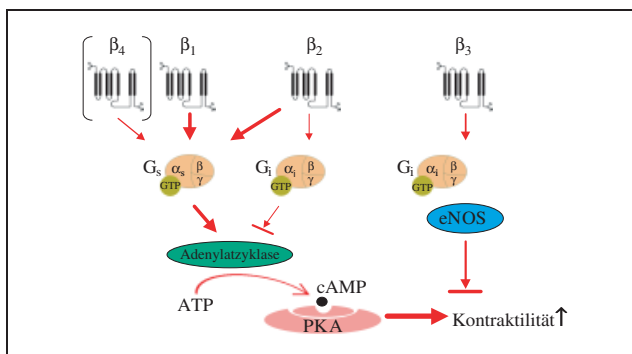 β4 β1 β2 β3
Gs αs β γ GTP
Gi αi β γ GTP
Gi αi β γ GTP
eNOS
Adenylatzyklase
cAMP
ATP
PKA
Kontraktilität↑